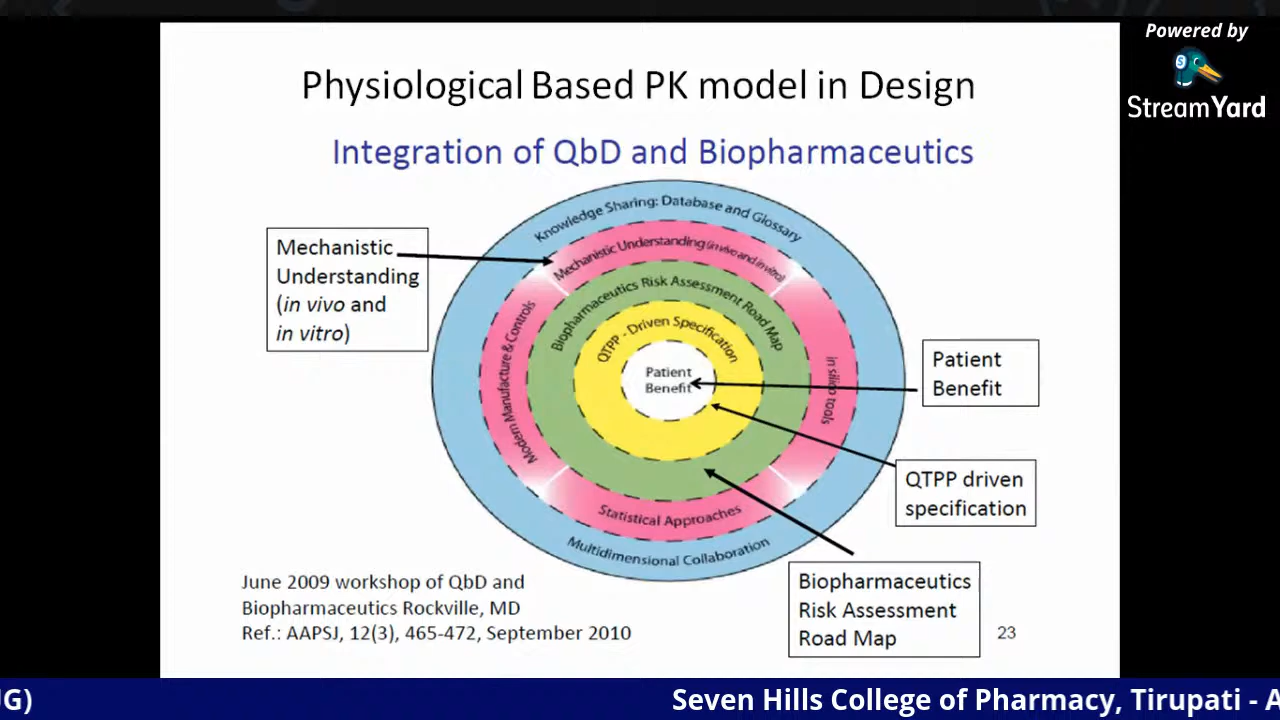 Powered by
StreamYard
Physiological Based PK model in Design
Integration of QbD and Biopharmaceutics
Mechanistic
Understanding
(in vivo and
in vitro)
Knowledge Sharing: Database and Glossary
Mechanistic Understanding (in vivo and in vitro)
Biopharmaceutics Risk Assessment Road Map
QTPP - Driven Specification
Patient
Benefit
Modern Manufacture & Controls
in silico tools
Statistical Approaches
Multidimensional Collaboration
Patient
Benefit
QTPP driven
specification
Biopharmaceutics
Risk Assessment
Road Map
June 2009 workshop of QbD and
Biopharmaceutics Rockville, MD
Ref.: AAPSJ, 12(3), 465-472, September 2010
23
G) Seven Hills College of Pharmacy, Tirupati - A